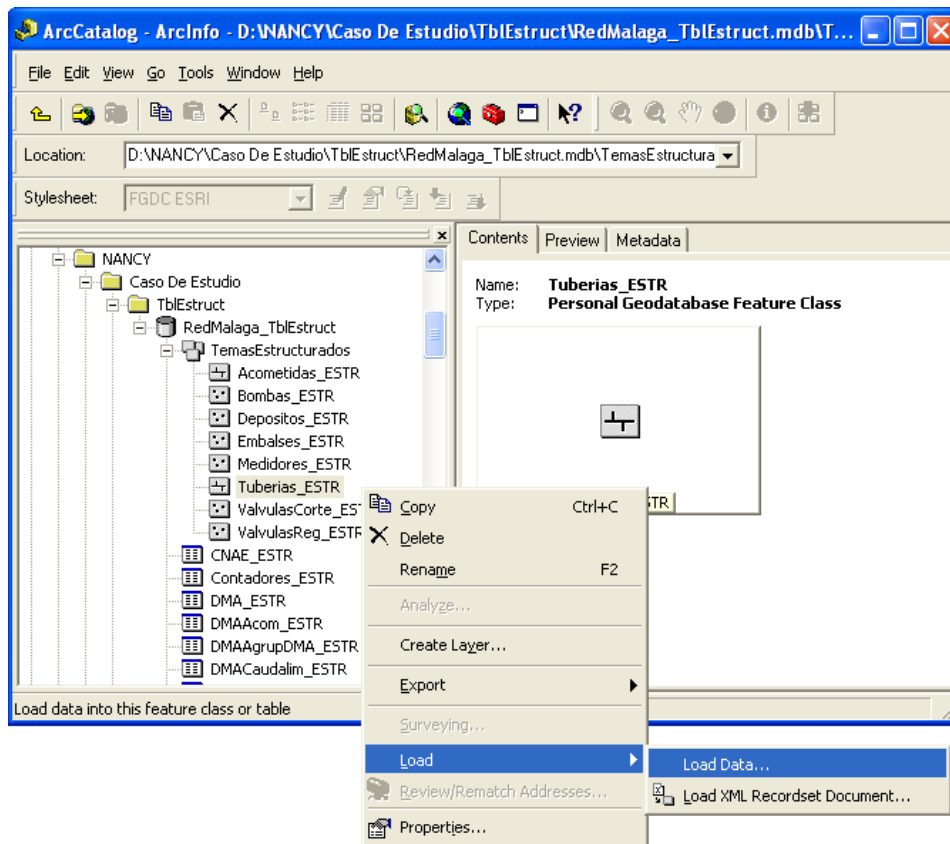 ArcCatalog - ArcInfo - D:\NANCY\Caso De Estudio\TblEstruct\RedMalaga_TblEstruct.mdb\T...
File Edit View Go Tools Window Help
Location: D:\NANCY\Caso De Estudio\TblEstruct\RedMalaga_TblEstruct.mdb\TemasEstructura
Stylesheet: FGDC ESRI
Contents Preview Metadata
NANCY
Caso De Estudio
TblEstruct
RedMalaga_TblEstruct
TemasEstructurados
Acometidas_ESTR
Bombas_ESTR
Depositos_ESTR
Embalses_ESTR
Medidores_ESTR
Tuberias_ESTR
ValvulasCorte_EST
ValvulasReg_ESTR
CNAE_ESTR
Contadores_ESTR
DMA_ESTR
DMAAcom_ESTR
DMAAgrupDMA_ESTR
DMACaudalim_ESTR
Name: Tuberias_ESTR
Type: Personal Geodatabase Feature Class
STR
Copy Ctrl+C
Delete
Rename F2
Analyze...
Create Layer...
Export
Surveying...
Load
Review/Rematch Addresses...
Properties...
Load Data...
Load XML Recordset Document...
Load data into this feature class or table